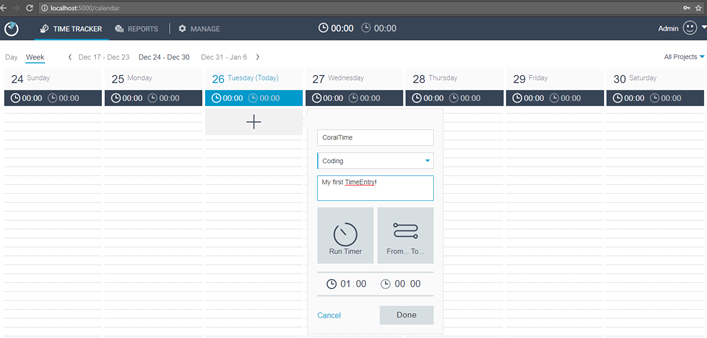 localhost:5000/calendar
TIME TRACKER REPORTS MANAGE 00:00 00:00 Admin
Day Week Dec 17 - Dec 23 Dec 24 - Dec 30 Dec 31 - Jan 6 All Projects
24 Sunday 25 Monday 26 Tuesday (Today) 27 Wednesday 28 Thursday 29 Friday 30 Saturday
00:00 00:00 00:00 00:00 00:00 00:00 00:00 00:00 00:00 00:00 00:00 00:00 00:00 00:00
CoralTime
Coding
My first TimeEntry!
Run Timer From... To...
01:00 00:00
Cancel Done